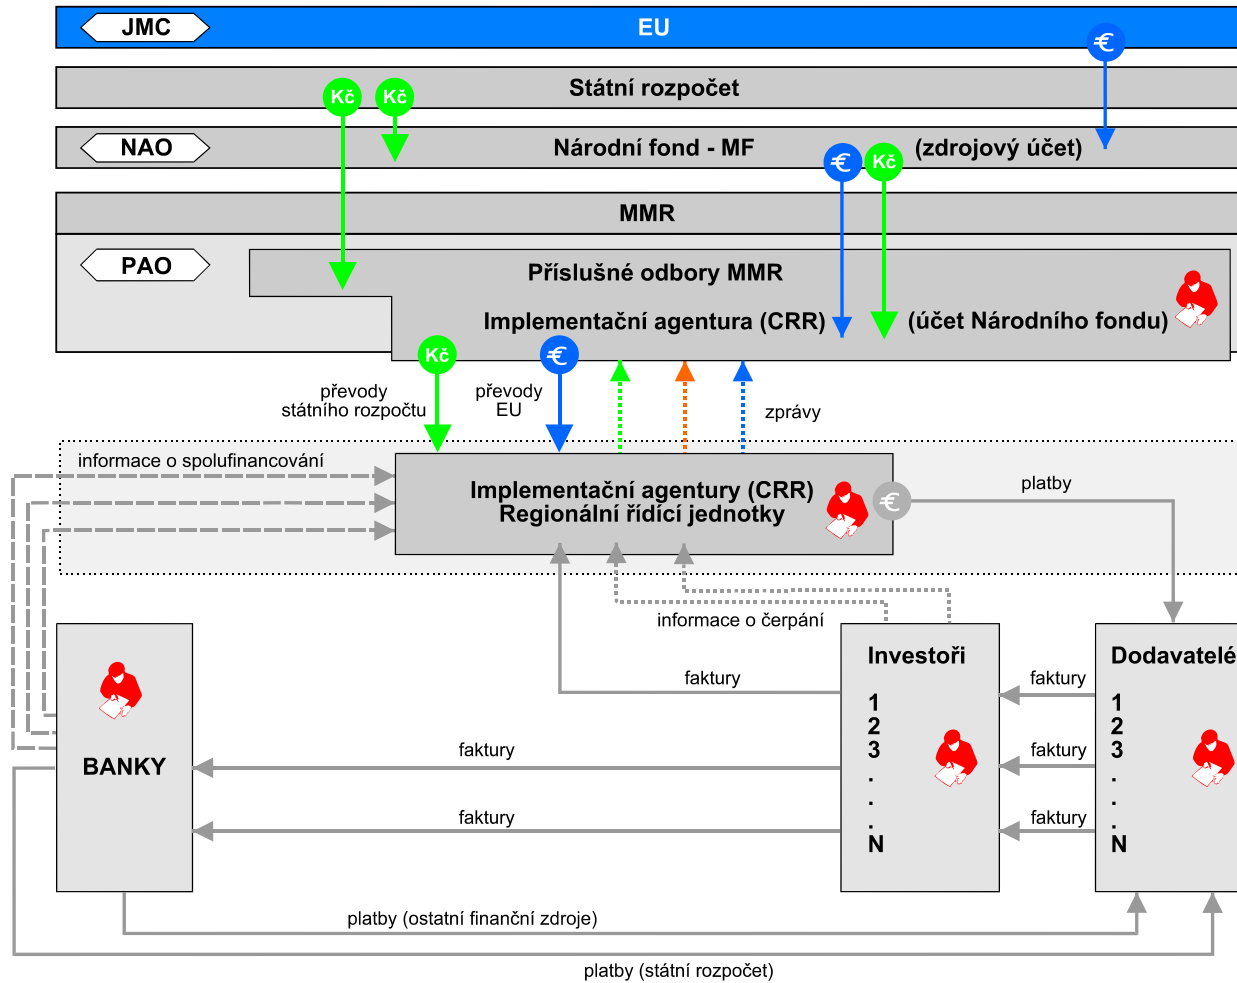 JMC
EU
€
Státní rozpočet
Kč
Kč
NAO
Národní fond - MF
(zdrojový účet)
€
Kč
MMR
PAO
Příslušné odbory MMR
Implementační agentura (CRR)
(účet Národního fondu)
Kč
€
převody
státního rozpočtu
převody
EU
zprávy
informace o spolufinancování
Implementační agentury (CRR)
Regionální řídící jednotky
€
platby
informace o čerpání
Investoři
1
2
3
.
.
.
N
Dodavatelé
1
2
3
.
.
.
N
faktury
faktury
faktury
faktury
faktury
faktury
BANKY
platby (ostatní finanční zdroje)
platby (státní rozpočet)